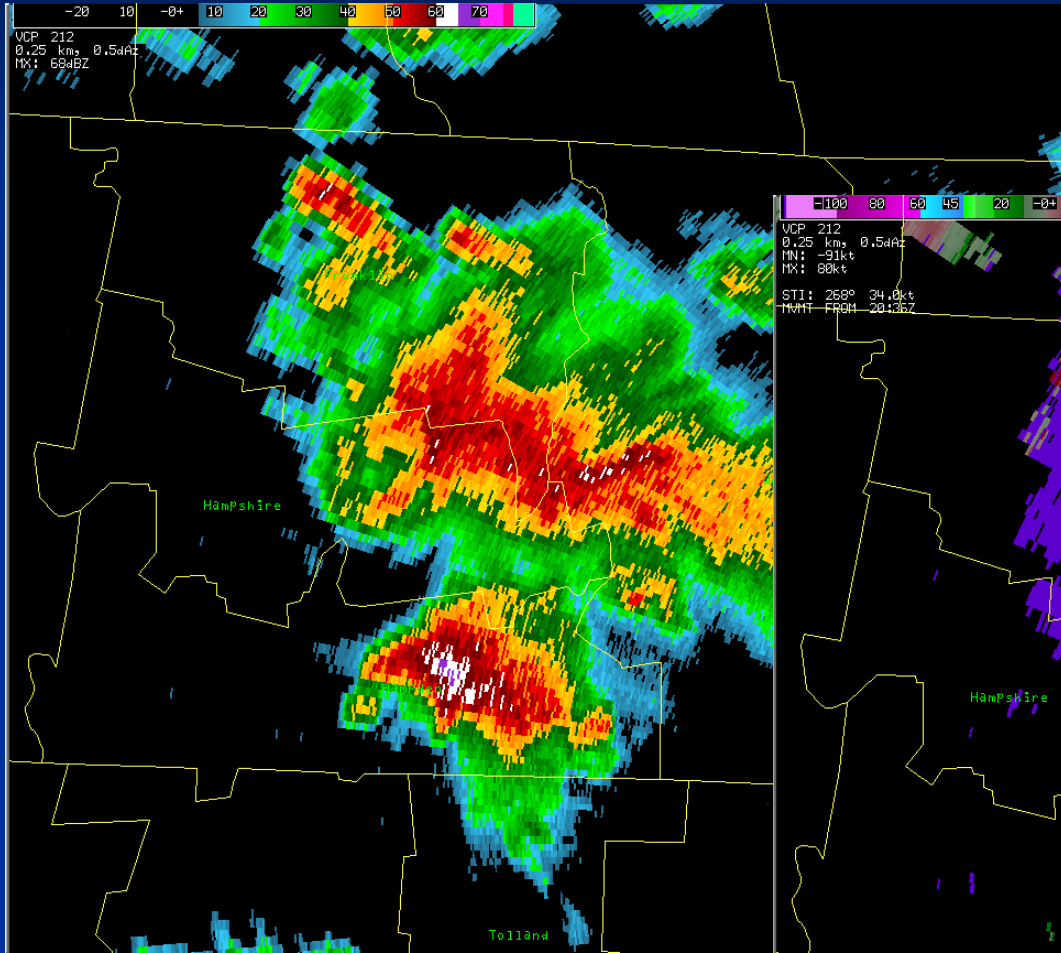 -20 10 -0+ 10 20 30 40 50 60 70
VCP 212
0.25 km, 0.5dAz
MX: 68dBZ
-100 80 60 45 20 -0+
VCP 212
0.25 km, 0.5dAz
MN: -91kt
MX: 80kt
STI: 268° 34.0kt
MVMT FROM 20:36Z
Franklin
Hampshire
Hampshire
Tolland